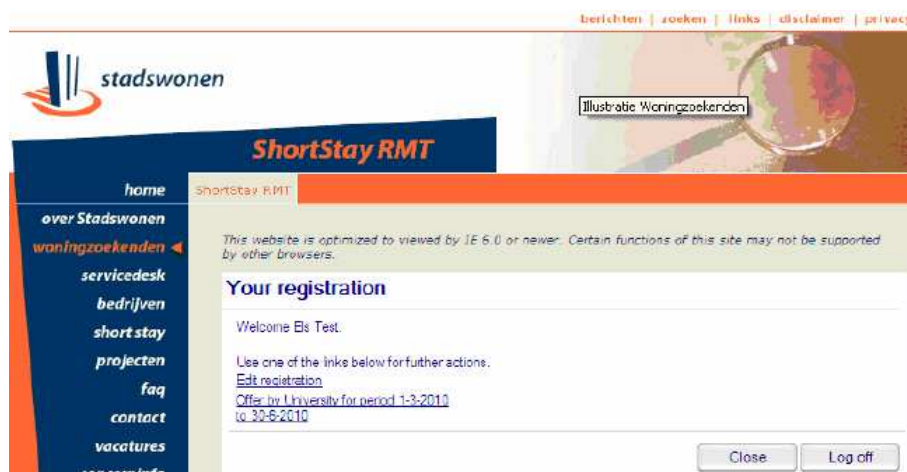 berichten | zoeken | links | disclaimer | privacy
stadswonen
Illustratie Woningzoekenden
ShortStay RMT
home
ShortStay RMT
over Stadswonen
woningzoekenden
This website is optimized to viewed by IE 6.0 or newer. Certain functions of this site may not be supported
by other browsers.
servicedesk
Your registration
bedrijven
short stay
Welcome Els Test.
projecten
Use one of the links below for further actions.
faq
Edit registration
Offer by University for period 1-3-2010
contact
to 30-6-2010
vacatures
Close
Log off